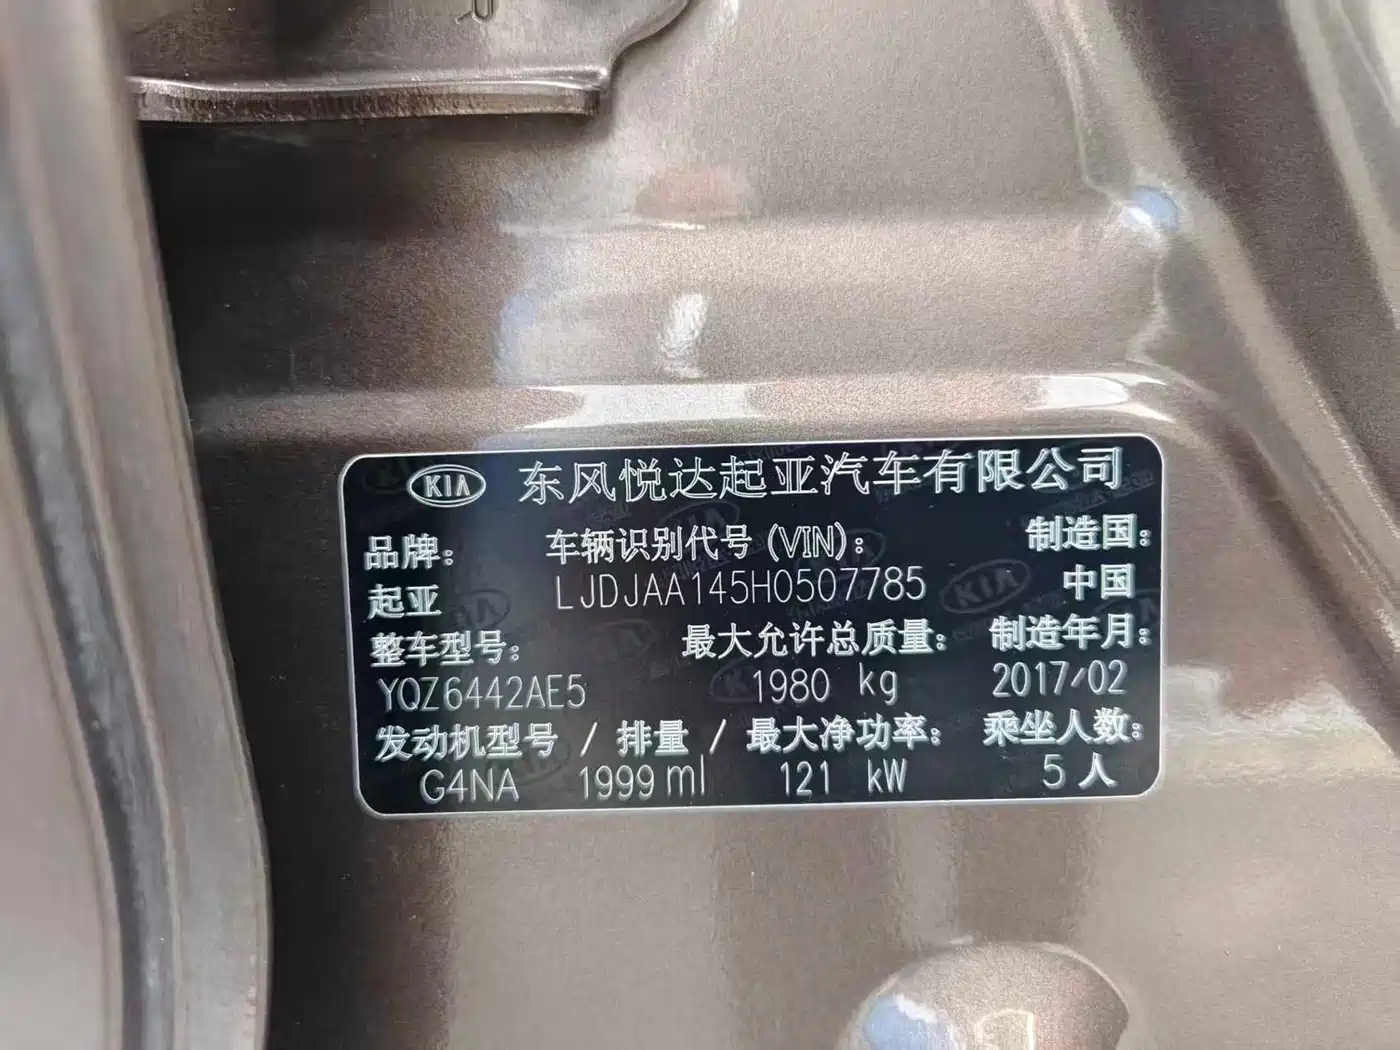 KIA 东风悦达起亚汽车有限公司
品牌： 车辆识别代号 (VIN)： 制造国：
起亚 LJDJAA145H0507785 中国
整车型号： 最大允许总质量： 制造年月：
YQZ6442AE5 1980 kg 2017/02
发动机型号 / 排量 / 最大净功率： 乘坐人数：
G4NA 1999 ml 121 kW 5 人